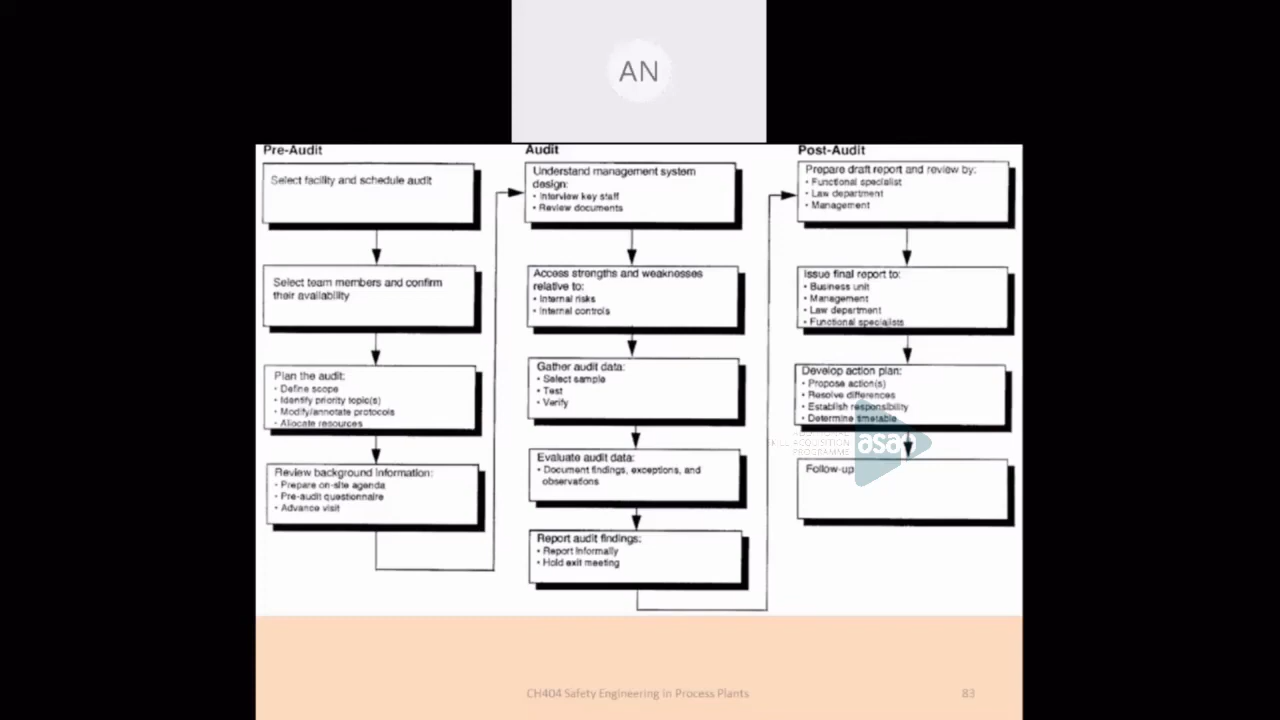 AN
Pre-Audit
Select facility and schedule audit
Select team members and confirm
their availability
Plan the audit:
• Define scope
• Identify priority topic(s)
• Modify/annotate protocols
• Allocate resources
Review background information:
• Prepare on-site agenda
• Pre-audit questionnaire
• Advance visit
Audit
Understand management system
design:
• Interview key staff
• Review documents
Access strengths and weaknesses
relative to:
• Internal risks
• Internal controls
Gather audit data:
• Select sample
• Test
• Verify
Evaluate audit data:
• Document findings, exceptions, and
observations
Report audit findings:
• Report informally
• Hold exit meeting
Post-Audit
Prepare draft report and review by:
• Functional specialist
• Law department
• Management
Issue final report to:
• Business unit
• Management
• Law department
• Functional specialists
Develop action plan:
• Propose action(s)
• Resolve differences
• Establish responsibility
• Determine timetable
Follow-up
ACQUISITION
PROGRAMME
asap
CH404 Safety Engineering in Process Plants
83